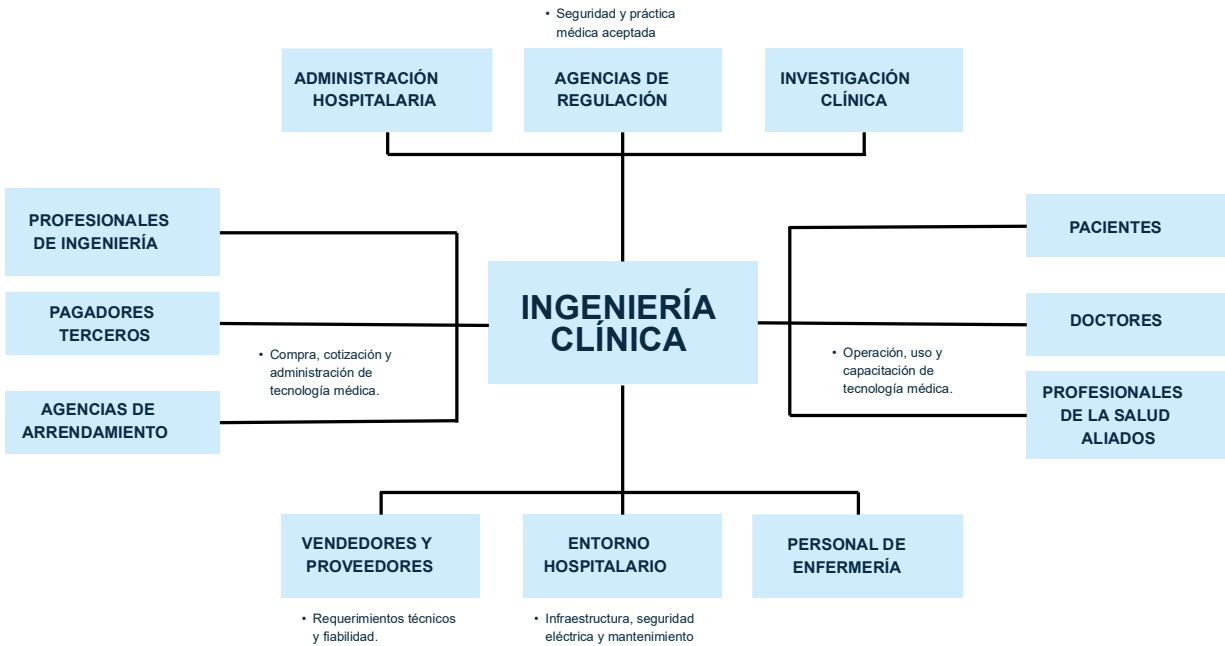 • Seguridad y práctica
médica aceptada
ADMINISTRACIÓN
HOSPITALARIA
AGENCIAS DE
REGULACIÓN
INVESTIGACIÓN
CLÍNICA
PROFESIONALES
DE INGENIERÍA
PAGADORES
TERCEROS
• Compra, cotización y
administración de
tecnología médica.
AGENCIAS DE
ARRENDAMIENTO
INGENIERÍA
CLÍNICA
PACIENTES
DOCTORES
• Operación, uso y
capacitación de
tecnología médica.
PROFESIONALES
DE LA SALUD
ALIADOS
VENDEDORES Y
PROVEEDORES
ENTORNO
HOSPITALARIO
PERSONAL DE
ENFERMERÍA
• Requerimientos técnicos
y fiabilidad.
• Infraestructura, seguridad
eléctrica y mantenimiento